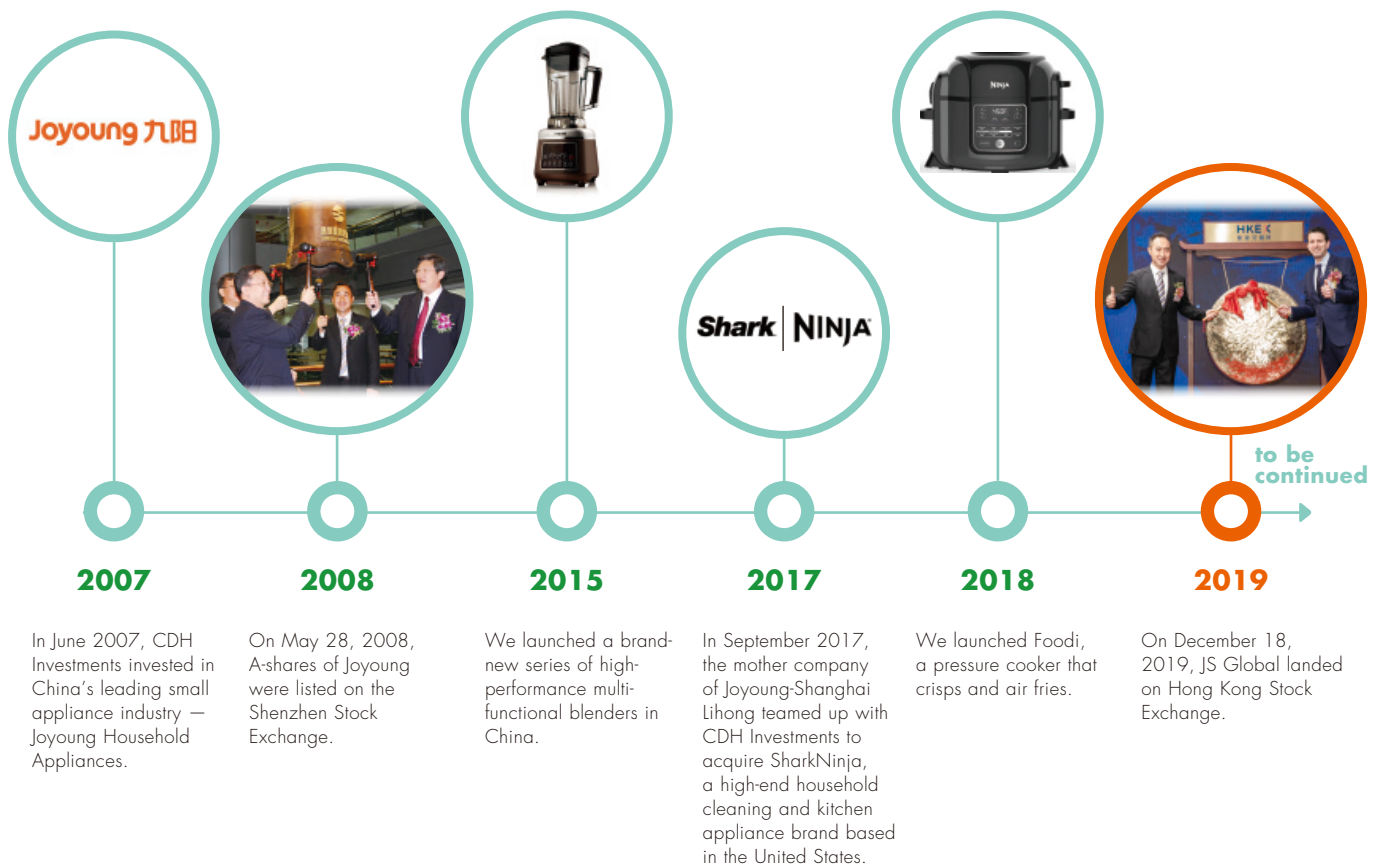 Joyoung 九阳
NINJA
HKEX
Shark NINJA
to be
continued
2007
2008
2015
2017
2018
2019
In June 2007, CDH
Investments invested in
China's leading small
appliance industry —
Joyoung Household
Appliances.
On May 28, 2008,
A-shares of Joyoung
were listed on the
Shenzhen Stock
Exchange.
We launched a brand-
new series of high-
performance multi-
functional blenders in
China.
In September 2017,
the mother company
of Joyoung-Shanghai
Lihong teamed up with
CDH Investments to
acquire SharkNinja,
a high-end household
cleaning and kitchen
appliance brand based
in the United States.
We launched Foodi,
a pressure cooker that
crisps and air fries.
On December 18,
2019, JS Global landed
on Hong Kong Stock
Exchange.